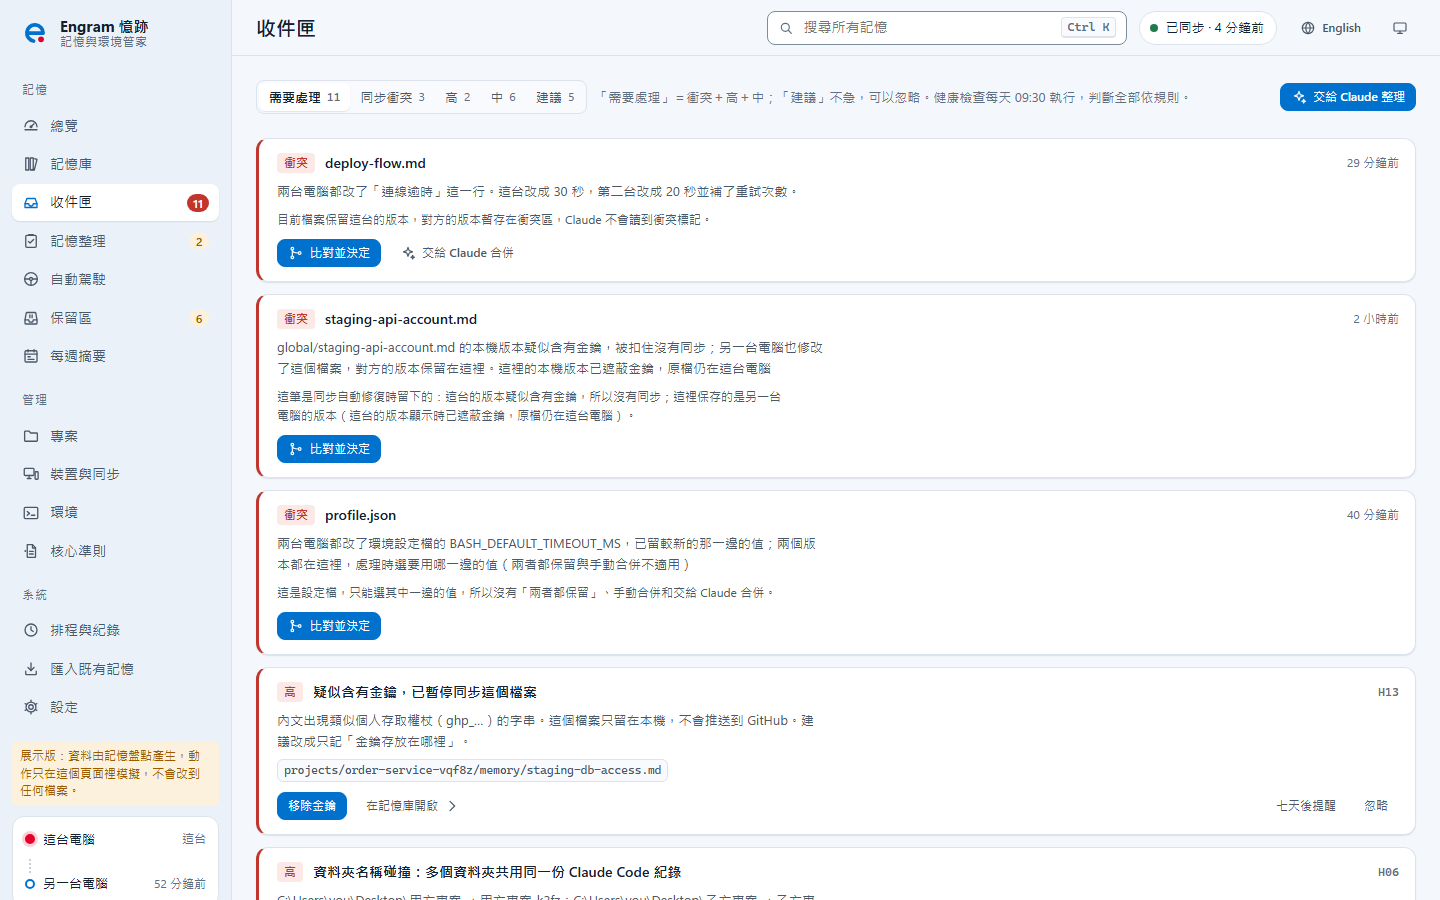 Engram 憶跡
記憶與環境管家
收件匣
搜尋所有記憶
Ctrl K
已同步 · 4 分鐘前
English
記憶
總覽
記憶庫
收件匣 11
記憶整理 2
自動駕駛
保留區 6
每週摘要
管理
專案
裝置與同步
環境
核心準則
系統
排程與紀錄
匯入既有記憶
設定
展示版：資料由記憶盤點產生，動
作只在這個頁面裡模擬，不會改到
任何檔案。
這台電腦 這台
另一台電腦 52 分鐘前
需要處理 11 同步衝突 3 高 2 中 6 建議 5
「需要處理」＝衝突＋高＋中；「建議」不急，可以忽略。健康檢查每天 09:30 執行，判斷全部依規則。
交給 Claude 整理
衝突 deploy-flow.md 29 分鐘前
兩台電腦都改了「連線逾時」這一行。這台改成 30 秒，第二台改成 20 秒並補了重試次數。
目前檔案保留這台的版本，對方的版本暫存在衝突區，Claude 不會讀到衝突標記。
比對並決定 交給 Claude 合併
衝突 staging-api-account.md 2 小時前
global/staging-api-account.md 的本機版本疑似含有金鑰，被扣住沒有同步；另一台電腦也修改
了這個檔案，對方的版本保留在這裡。這裡的本機版本已遮蔽金鑰，原檔仍在這台電腦
這筆是同步自動修復時留下的：這台的版本疑似含有金鑰，所以沒有同步；這裡保存的是另一台
電腦的版本（這台的版本顯示時已遮蔽金鑰，原檔仍在這台電腦）。
比對並決定
衝突 profile.json 40 分鐘前
兩台電腦都改了環境設定檔的 BASH_DEFAULT_TIMEOUT_MS，已留較新的那一邊的值；兩個版
本都在這裡，處理時選要用哪一邊的值（兩者都保留與手動合併不適用）
這是設定檔，只能選其中一邊的值，所以沒有「兩者都保留」、手動合併和交給 Claude 合併。
比對並決定
高 疑似含有金鑰，已暫停同步這個檔案 H13
內文出現類似個人存取權杖（ghp_…）的字串。這個檔案只留在本機，不會推送到 GitHub。建
議改成只記「金鑰存放在哪裡」。
projects/order-service-vqf8z/memory/staging-db-access.md
移除金鑰 在記憶庫開啟 七天後提醒 忽略
高 資料夾名稱碰撞：多個資料夾共用同一份 Claude Code 紀錄 H06